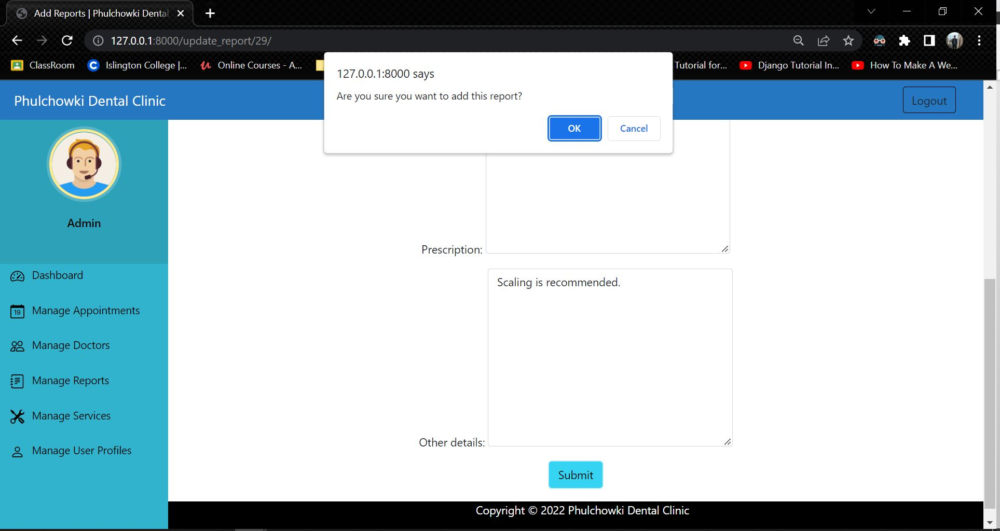 Add Reports | Phulchowki Dental
127.0.0.1:8000/update_report/29/
ClassRoom
Islington College |...
Online Courses - A...
Tutorial for...
Django Tutorial In...
How To Make A We...
127.0.0.1:8000 says
Are you sure you want to add this report?
OK
Cancel
Phulchowki Dental Clinic
Logout
Admin
Dashboard
Manage Appointments
19
Manage Doctors
Manage Reports
Manage Services
Manage User Profiles
Prescription:
Scaling is recommended.
Other details:
Submit
Copyright © 2022 Phulchowki Dental Clinic